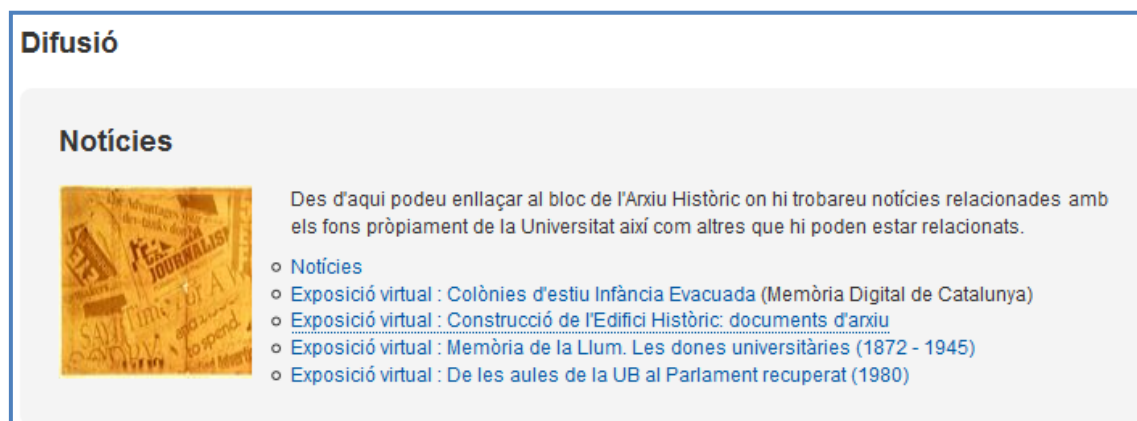 Difusió
Notícies
Des d'aqui podeu enllaçar al bloc de l'Arxiu Històric on hi trobareu notícies relacionades amb
els fons pròpiament de la Universitat així com altres que hi poden estar relacionats.
Notícies
Exposició virtual : Colònies d'estiu Infància Evacuada (Memòria Digital de Catalunya)
Exposició virtual : Construcció de l'Edifici Històric: documents d'arxiu
Exposició virtual : Memòria de la Llum. Les dones universitàries (1872 - 1945)
Exposició virtual : De les aules de la UB al Parlament recuperat (1980)
JOURNALIST